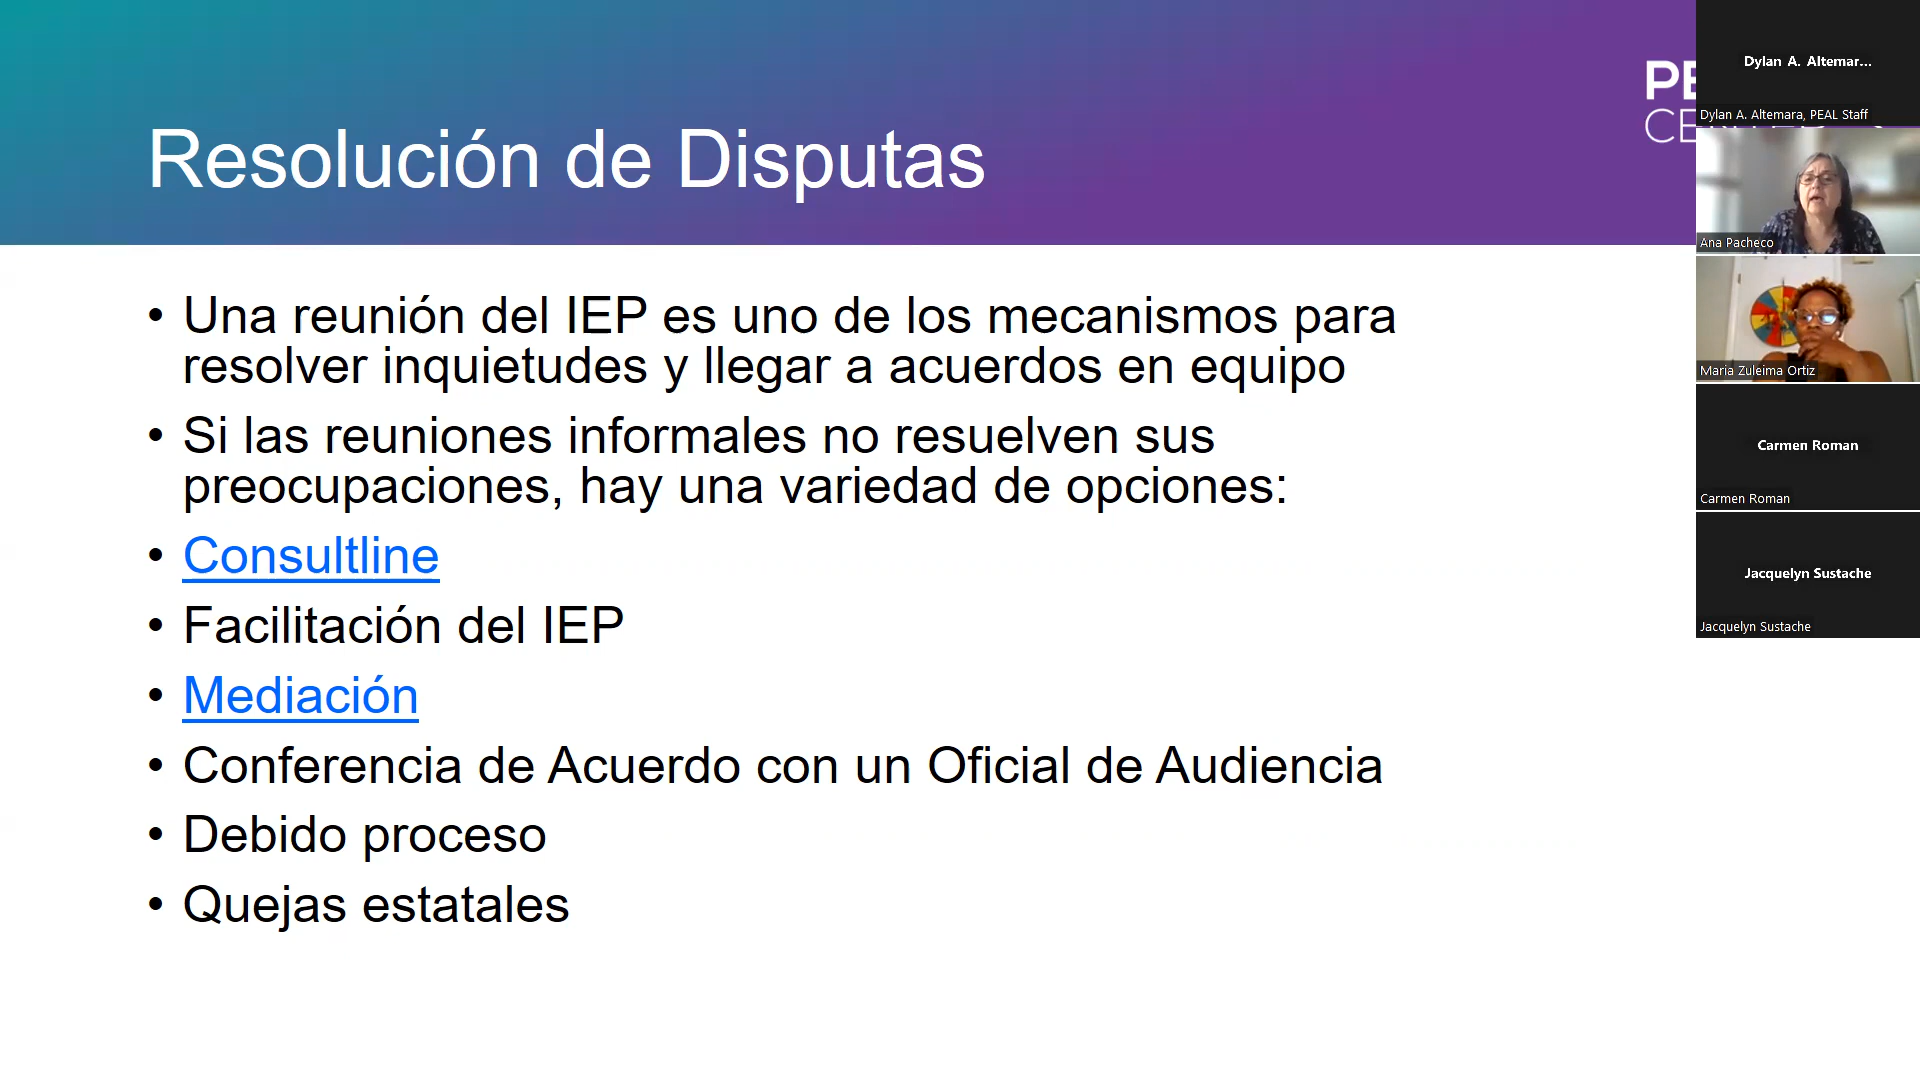 Resolución de Disputas
• Una reunión del IEP es uno de los mecanismos para
resolver inquietudes y llegar a acuerdos en equipo
• Si las reuniones informales no resuelven sus
preocupaciones, hay una variedad de opciones:
• Consultline
• Facilitación del IEP
• Mediación
• Conferencia de Acuerdo con un Oficial de Audiencia
• Debido proceso
• Quejas estatales
Dylan A. Altemar...
Dylan A. Altemara, PEAL Staff
Ana Pacheco
Maria Zuleima Ortiz
Carmen Roman
Carmen Roman
Jacquelyn Sustache
Jacquelyn Sustache